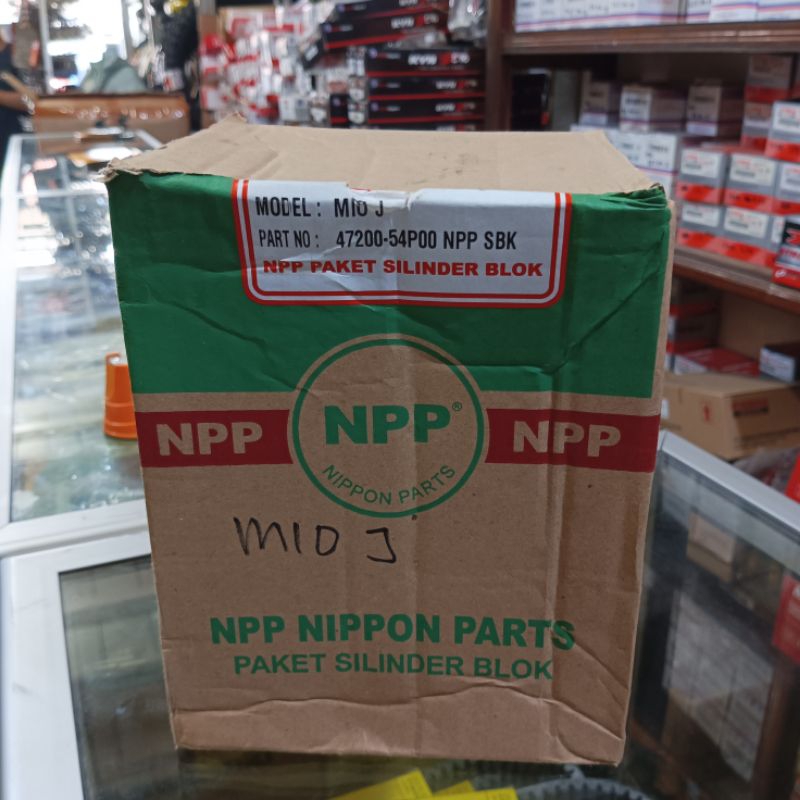 MODEL : MIO J
PART NO : 47200-54P00 NPP SBK
NPP PAKET SILINDER BLOK
NPP
NPP®
NPP
NIPPON PARTS
MIO J
NPP NIPPON PARTS
PAKET SILINDER BLOK